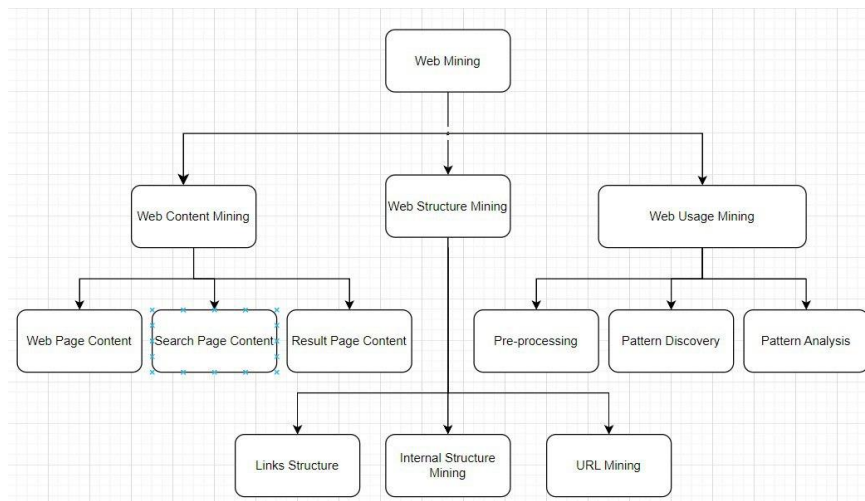 Web Mining
Web Content Mining
Web Structure Mining
Web Usage Mining
Web Page Content
Search Page Content
Result Page Content
Pre-processing
Pattern Discovery
Pattern Analysis
Links Structure
Internal Structure
Mining
URL Mining